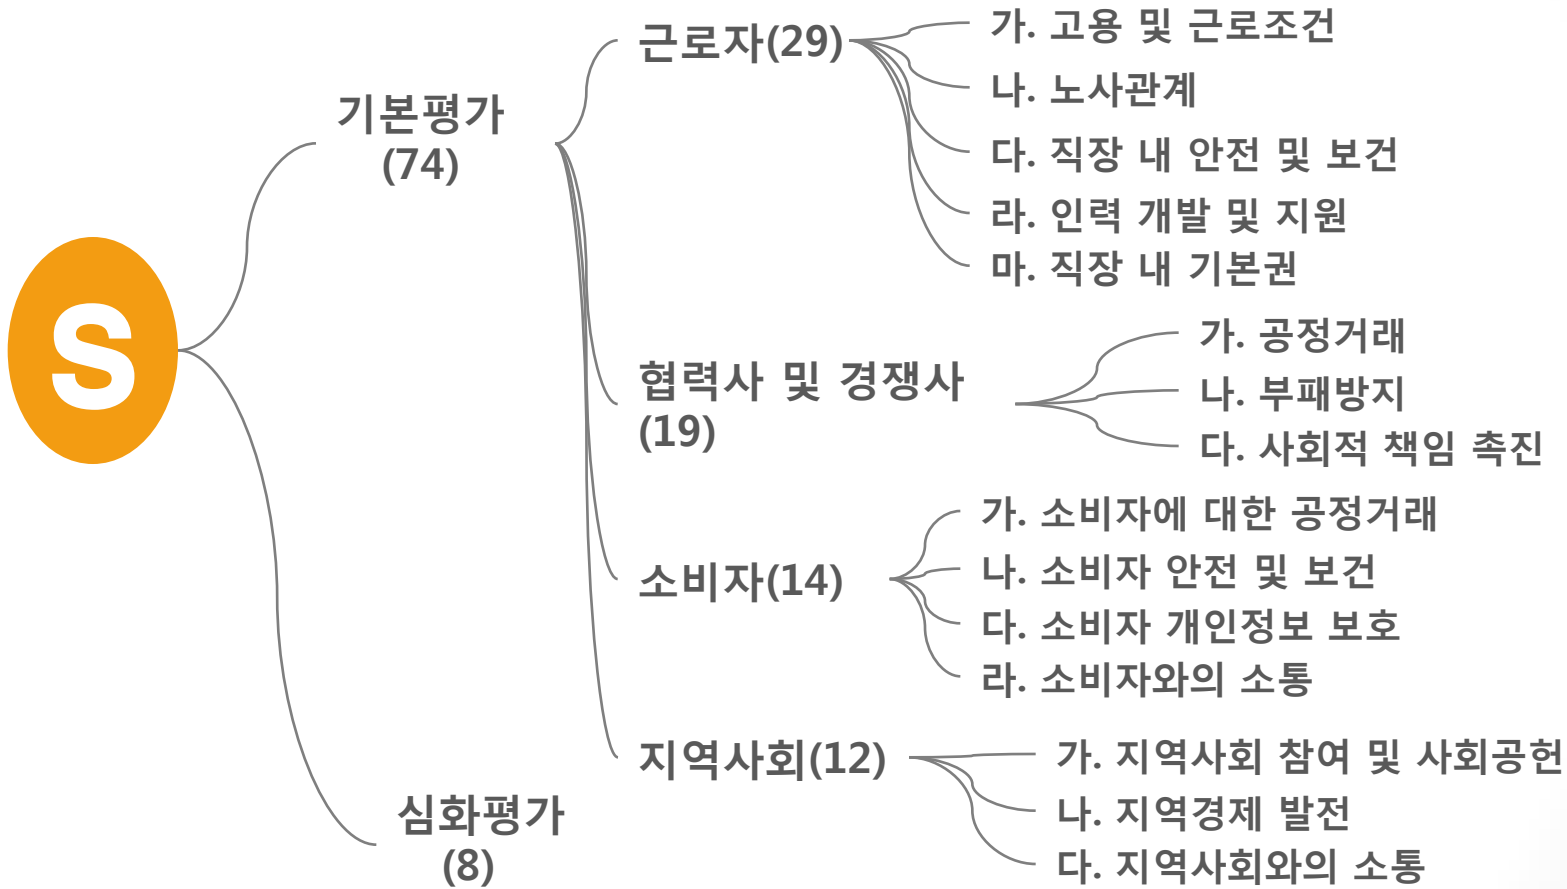 S
기본평가
(74)
근로자(29)
가. 고용 및 근로조건
나. 노사관계
다. 직장 내 안전 및 보건
라. 인력 개발 및 지원
마. 직장 내 기본권
협력사 및 경쟁사
(19)
가. 공정거래
나. 부패방지
다. 사회적 책임 촉진
소비자(14)
가. 소비자에 대한 공정거래
나. 소비자 안전 및 보건
다. 소비자 개인정보 보호
라. 소비자와의 소통
지역사회(12)
가. 지역사회 참여 및 사회공헌
나. 지역경제 발전
다. 지역사회와의 소통
심화평가
(8)